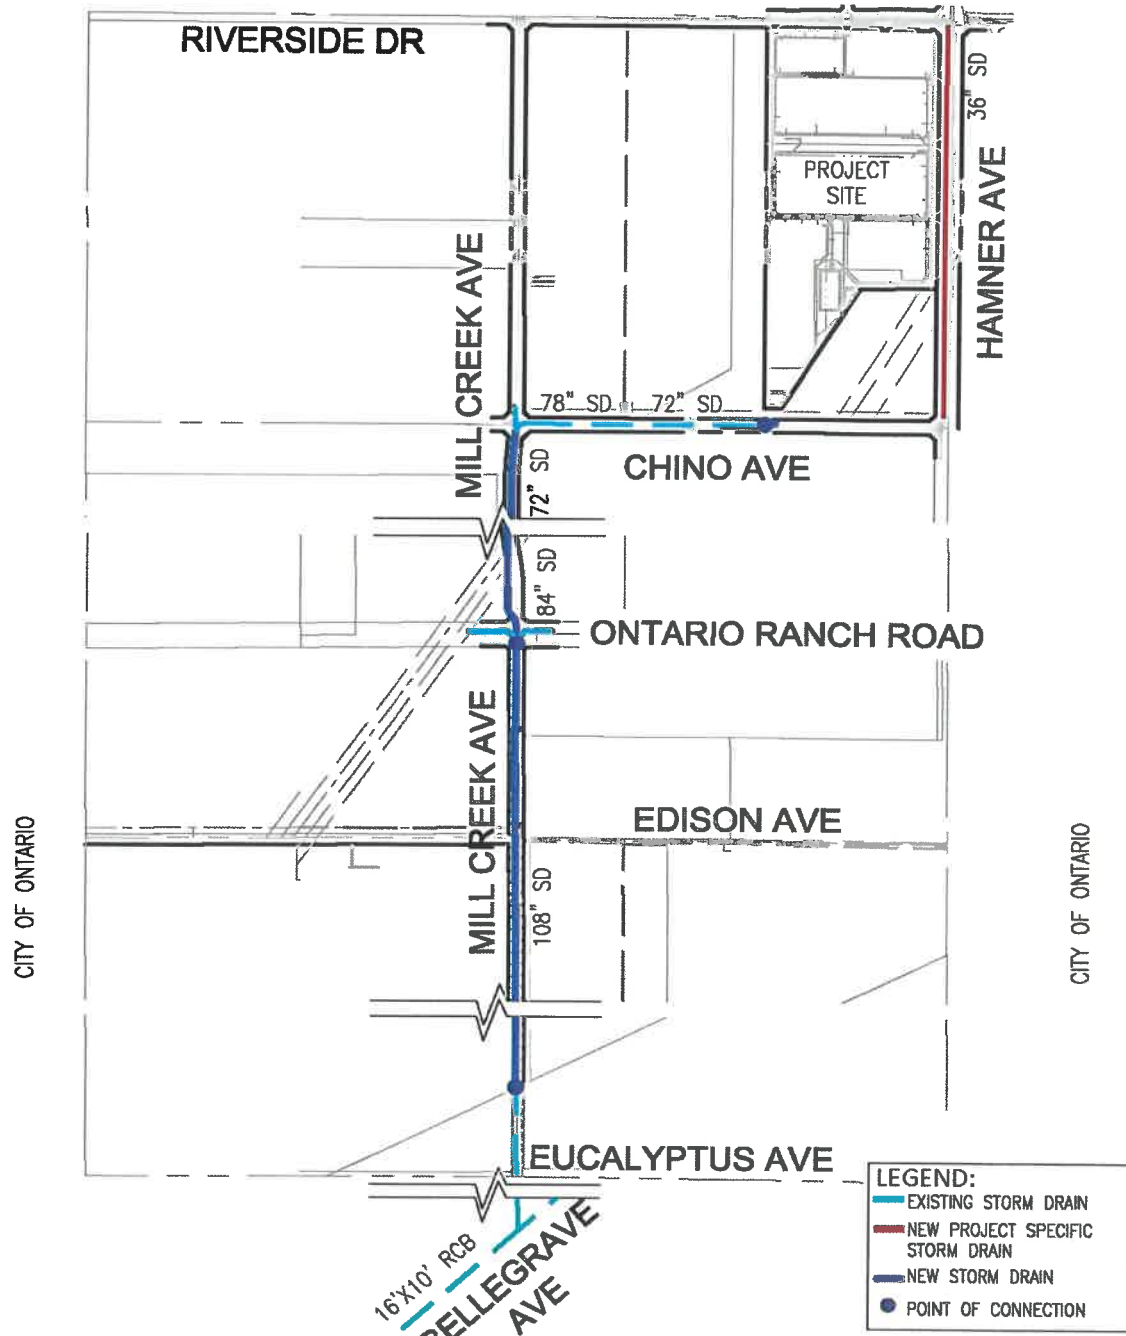 RIVERSIDE DR
36" SD
PROJECT
SITE
HAMNER AVE
MILL CREEK AVE
78" SD
72" SD
CHINO AVE
72" SD
84" SD
ONTARIO RANCH ROAD
MILL CREEK AVE
EDISON AVE
108" SD
CITY OF ONTARIO
CITY OF ONTARIO
EUCALYPTUS AVE
16'X10' RCB
BELLEGRAVE
AVE
LEGEND:
EXISTING STORM DRAIN
NEW PROJECT SPECIFIC
STORM DRAIN
NEW STORM DRAIN
POINT OF CONNECTION